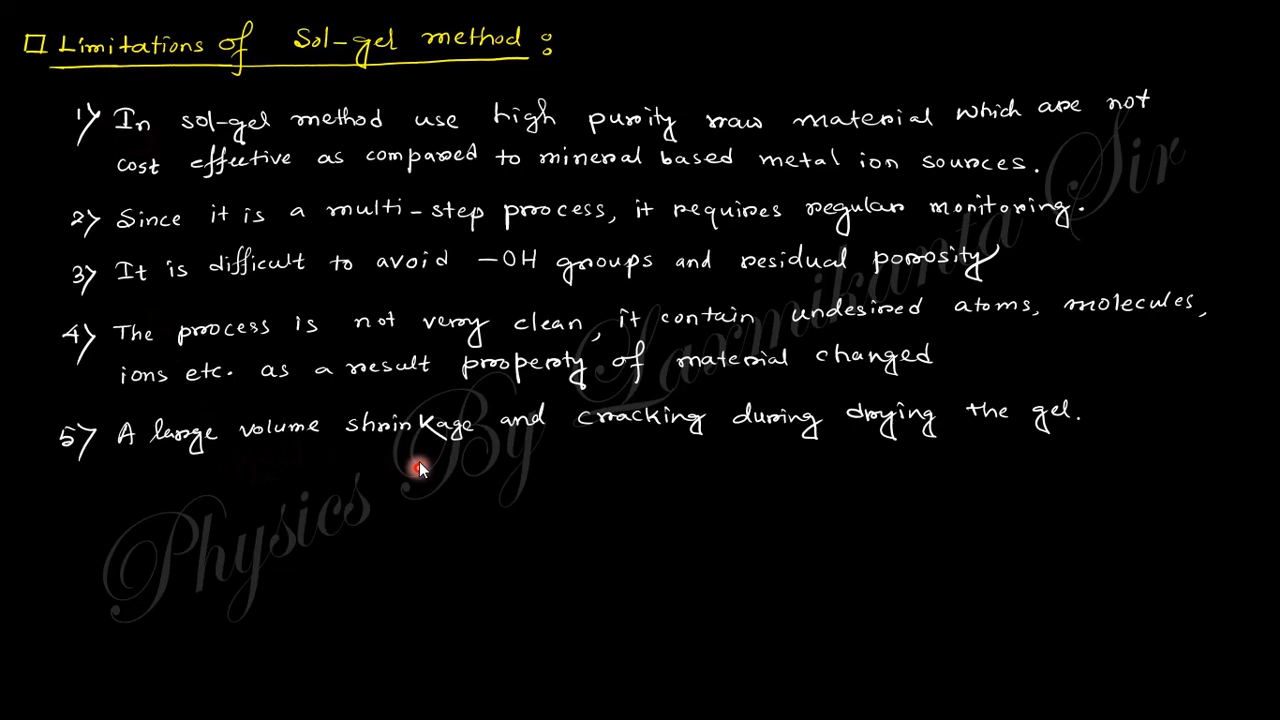 □ Limitations of Sol-gel method :
1) In sol-gel method use high purity raw material which are not
cost effective as compared to mineral based metal ion sources.
2) Since it is a multi-step process, it requires regular monitoring.
3) It is difficult to avoid -OH groups and residual porosity
4) The process is not very clean, it contain undesired atoms, molecules,
ions etc. as a result property of material changed
5) A large volume shrinkage and cracking during drying the gel.
Physics By Laxmikanta Sir